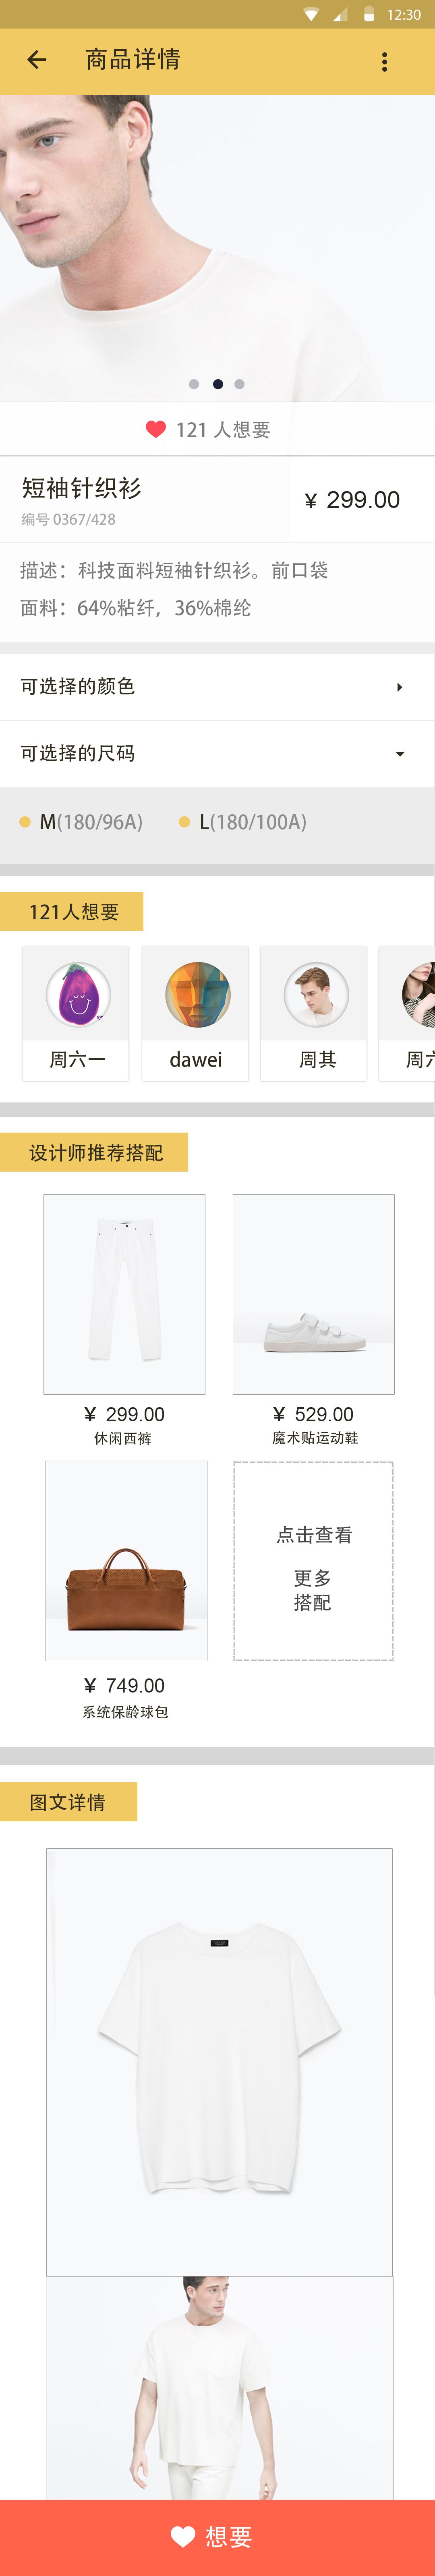 12:30
商品详情
121 人想要
短袖针织衫
¥ 299.00
编号 0367/428
描述：科技面料短袖针织衫。前口袋
面料：64%粘纤，36%棉纶
可选择的颜色
可选择的尺码
M(180/96A) L(180/100A)
121人想要
周六一 dawei 周其 周六
设计师推荐搭配
¥ 299.00 ¥ 529.00
休闲西裤 魔术贴运动鞋
点击查看
更多
搭配
¥ 749.00
系统保龄球包
图文详情
想要